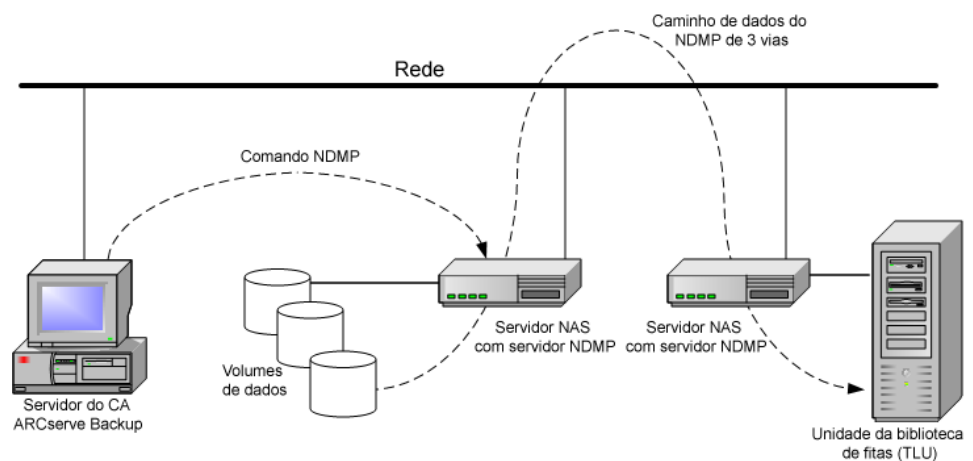 Caminho de dados do
NDMP de 3 vias
Rede
Comando NDMP
Servidor NAS
com servidor NDMP
Servidor NAS
com servidor NDMP
Volumes
de dados
Servidor do CA
ARCserve Backup
Unidade da biblioteca
de fitas (TLU)